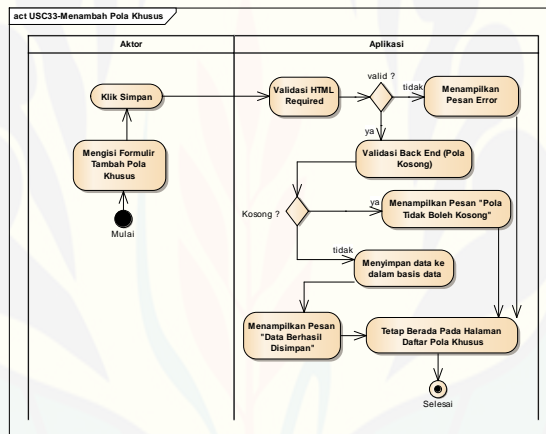 act USC33-Menambah Pola Khusus
Aktor
Aplikasi
Klik Simpan
Mengisi Formulir
Tambah Pola
Khusus
Mulai
Validasi HTML
Required
valid ?
tidak
Menampilkan
Pesan Error
ya
Validasi Back End (Pola
Kosong)
Kosong ?
ya
Menampilkan Pesan "Pola
Tidak Boleh Kosong"
tidak
Menyimpan data ke
dalam basis data
Menampilkan Pesan
"Data Berhasil
Disimpan"
Tetap Berada Pada Halaman
Daftar Pola Khusus
Selesai